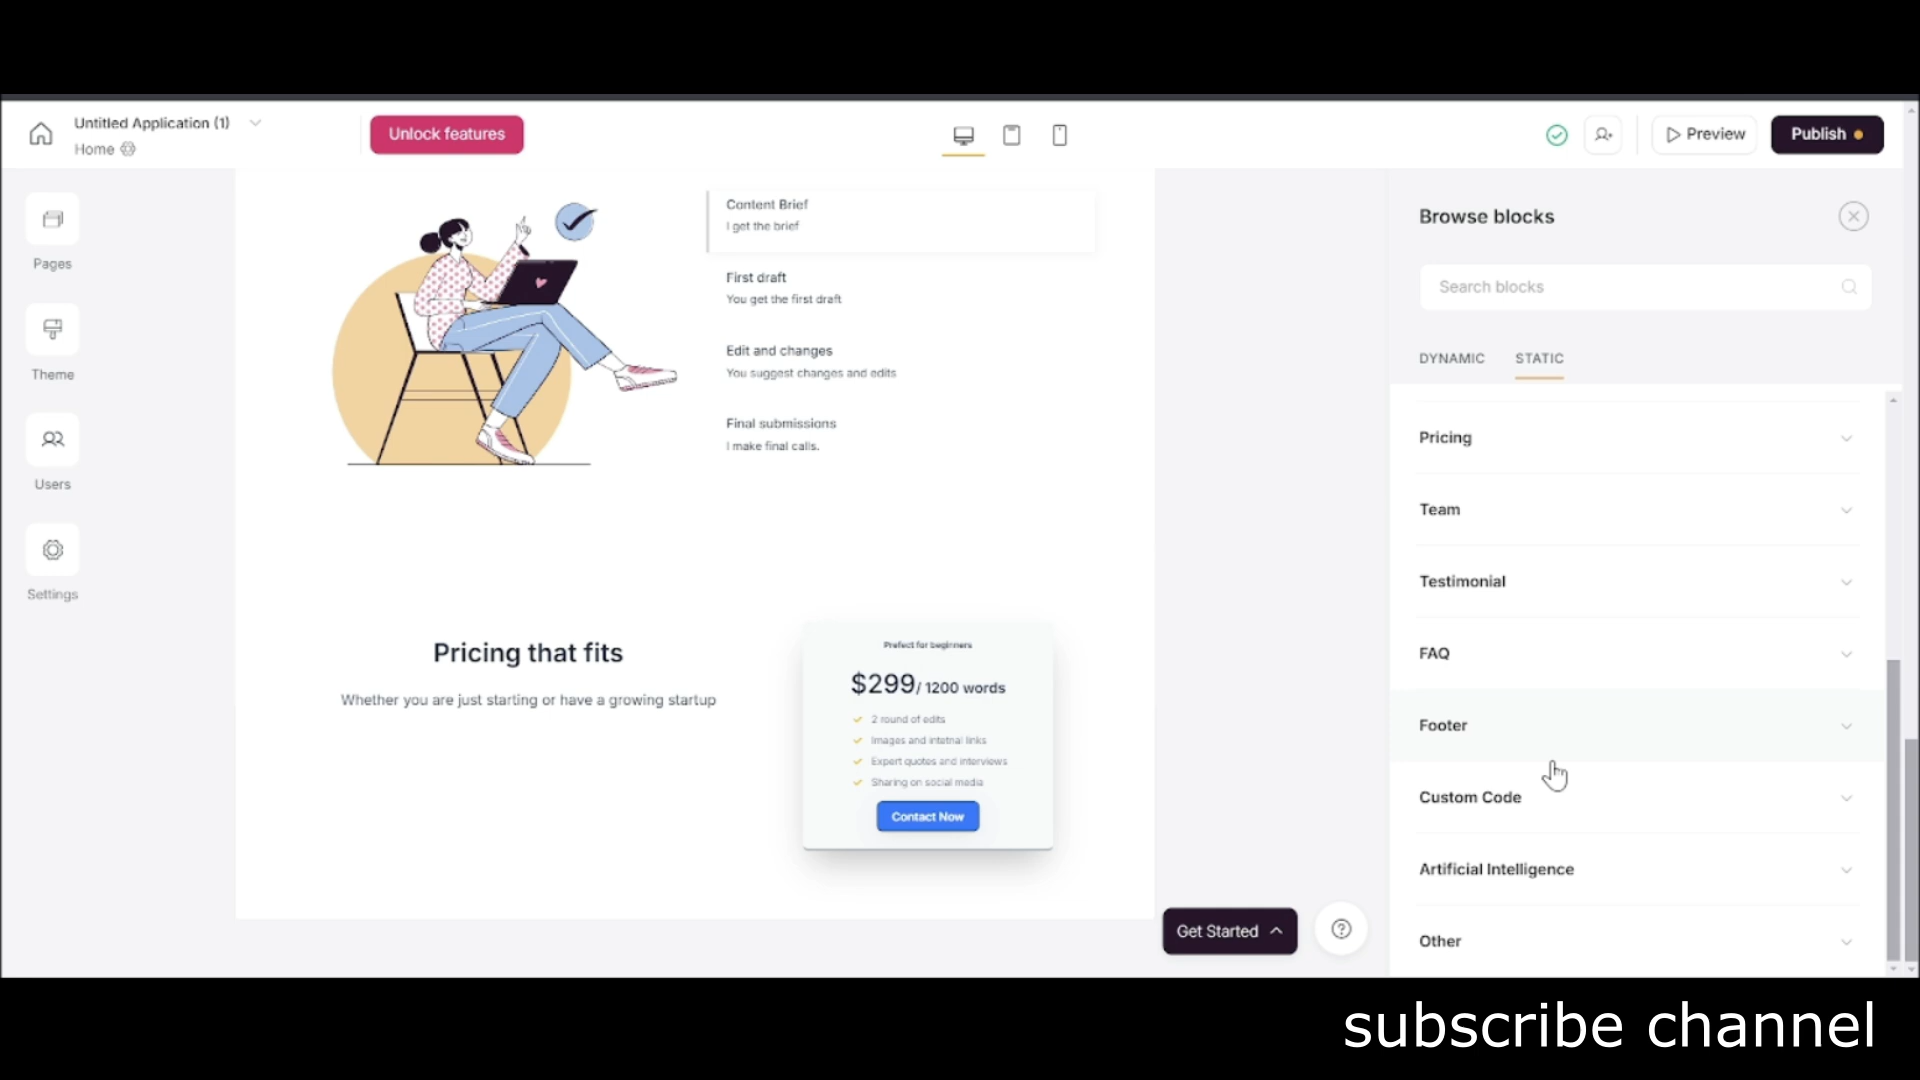 Untitled Application (1)
Home
Unlock features
Preview
Publish
Pages
Theme
Users
Settings
Content Brief
I get the brief
First draft
You get the first draft
Edit and changes
You suggest changes and edits
Final submissions
I make final calls.
Pricing that fits
Whether you are just starting or have a growing startup
Prefect for beginners
$299/ 1200 words
2 round of edits
Images and intetnal links
Expert quotes and interviews
Sharing on social media
Contact Now
Get Started
Browse blocks
Search blocks
DYNAMIC STATIC
Pricing
Team
Testimonial
FAQ
Footer
Custom Code
Artificial Intelligence
Other
subscribe channel